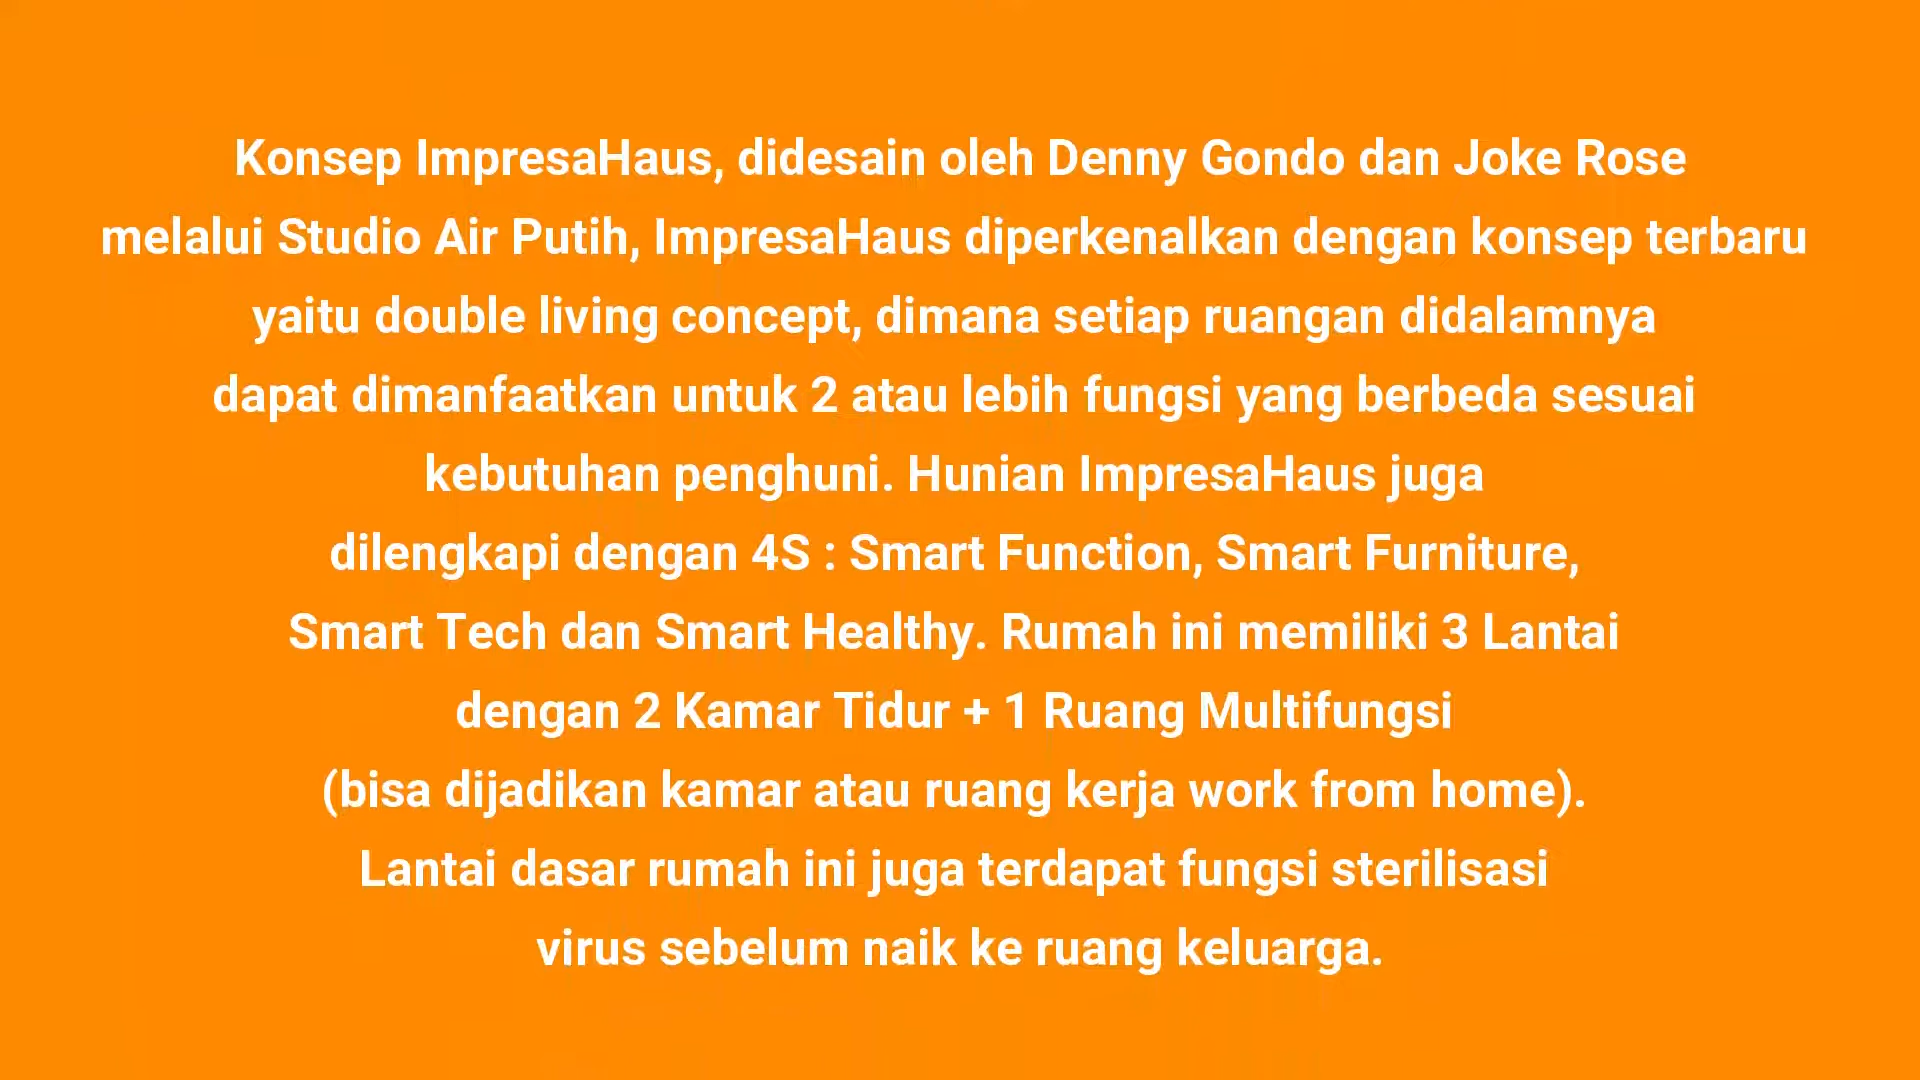 Konsep ImpresaHaus, didesain oleh Denny Gondo dan Joke Rose
melalui Studio Air Putih, ImpresaHaus diperkenalkan dengan konsep terbaru
yaitu double living concept, dimana setiap ruangan didalamnya
dapat dimanfaatkan untuk 2 atau lebih fungsi yang berbeda sesuai
kebutuhan penghuni. Hunian ImpresaHaus juga
dilengkapi dengan 4S : Smart Function, Smart Furniture,
Smart Tech dan Smart Healthy. Rumah ini memiliki 3 Lantai
dengan 2 Kamar Tidur + 1 Ruang Multifungsi
(bisa dijadikan kamar atau ruang kerja work from home).
Lantai dasar rumah ini juga terdapat fungsi sterilisasi
virus sebelum naik ke ruang keluarga.